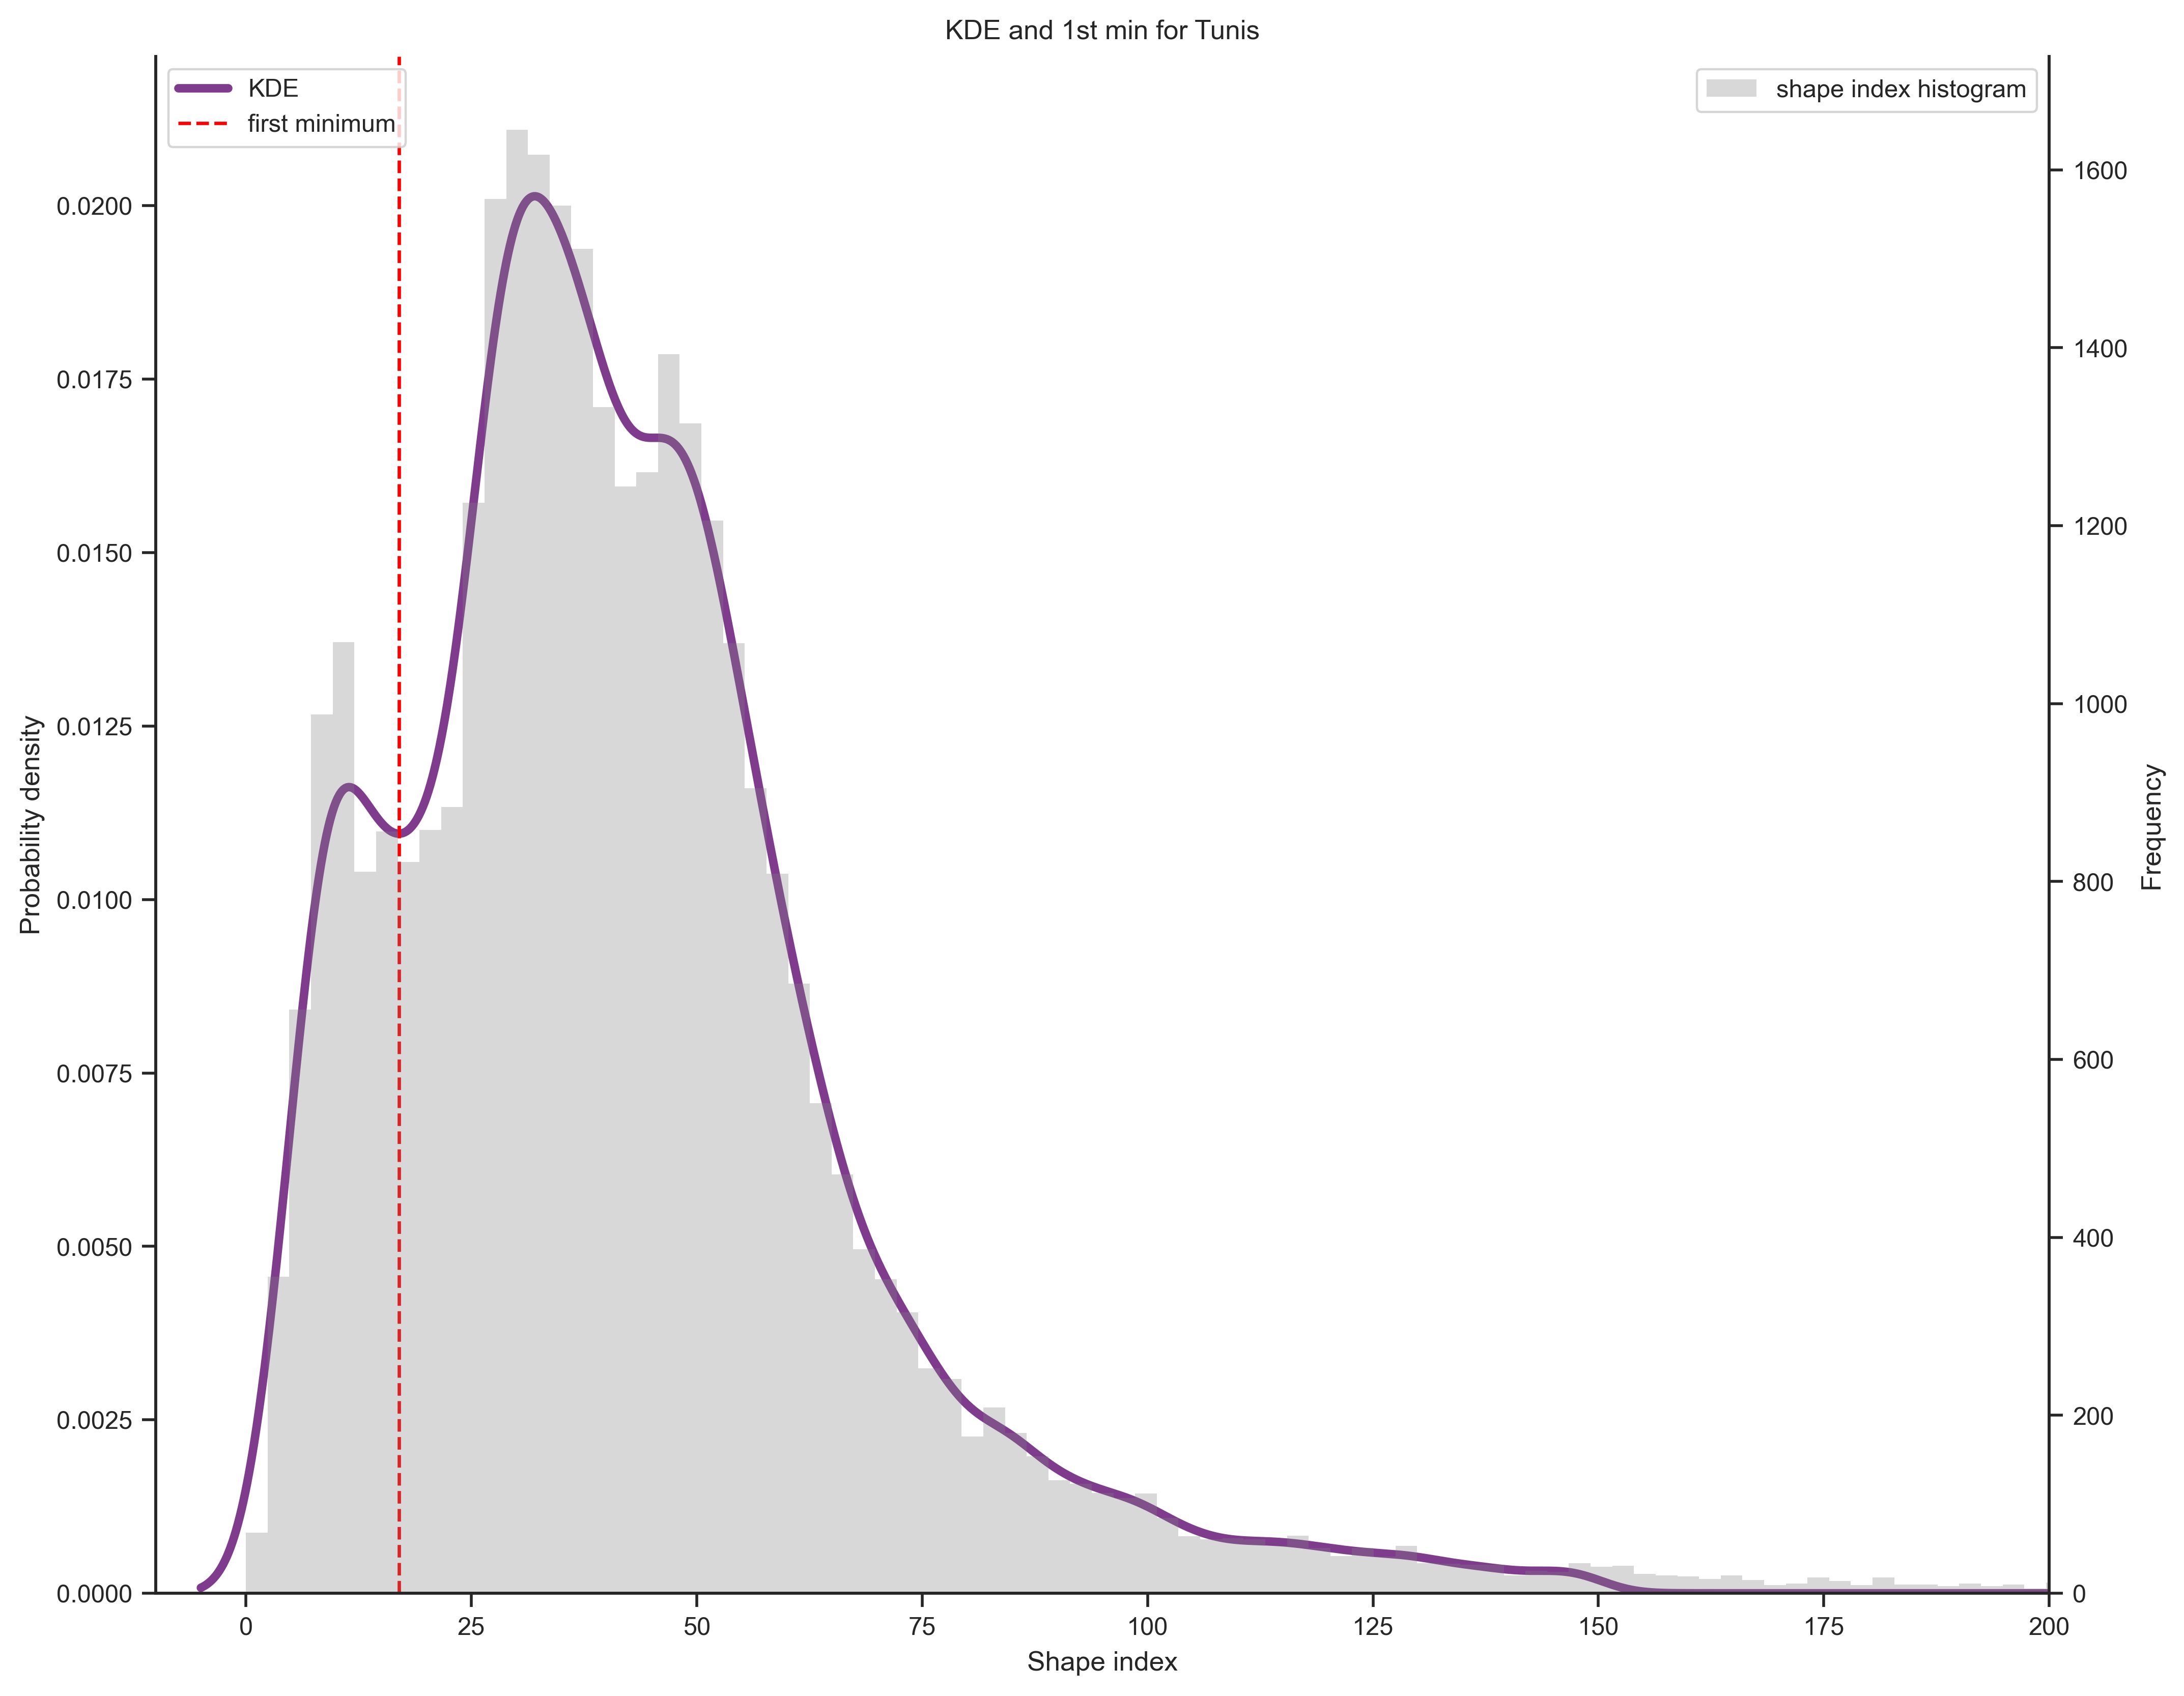 KDE and 1st min for Tunis
KDE
first minimum
shape index histogram
Probability density
0.0200
0.0175
0.0150
0.0125
0.0100
0.0075
0.0050
0.0025
0.0000
1600
1400
1200
1000
800
600
400
200
0
Frequency
0 25 50 75 100 125 150 175 200
Shape index